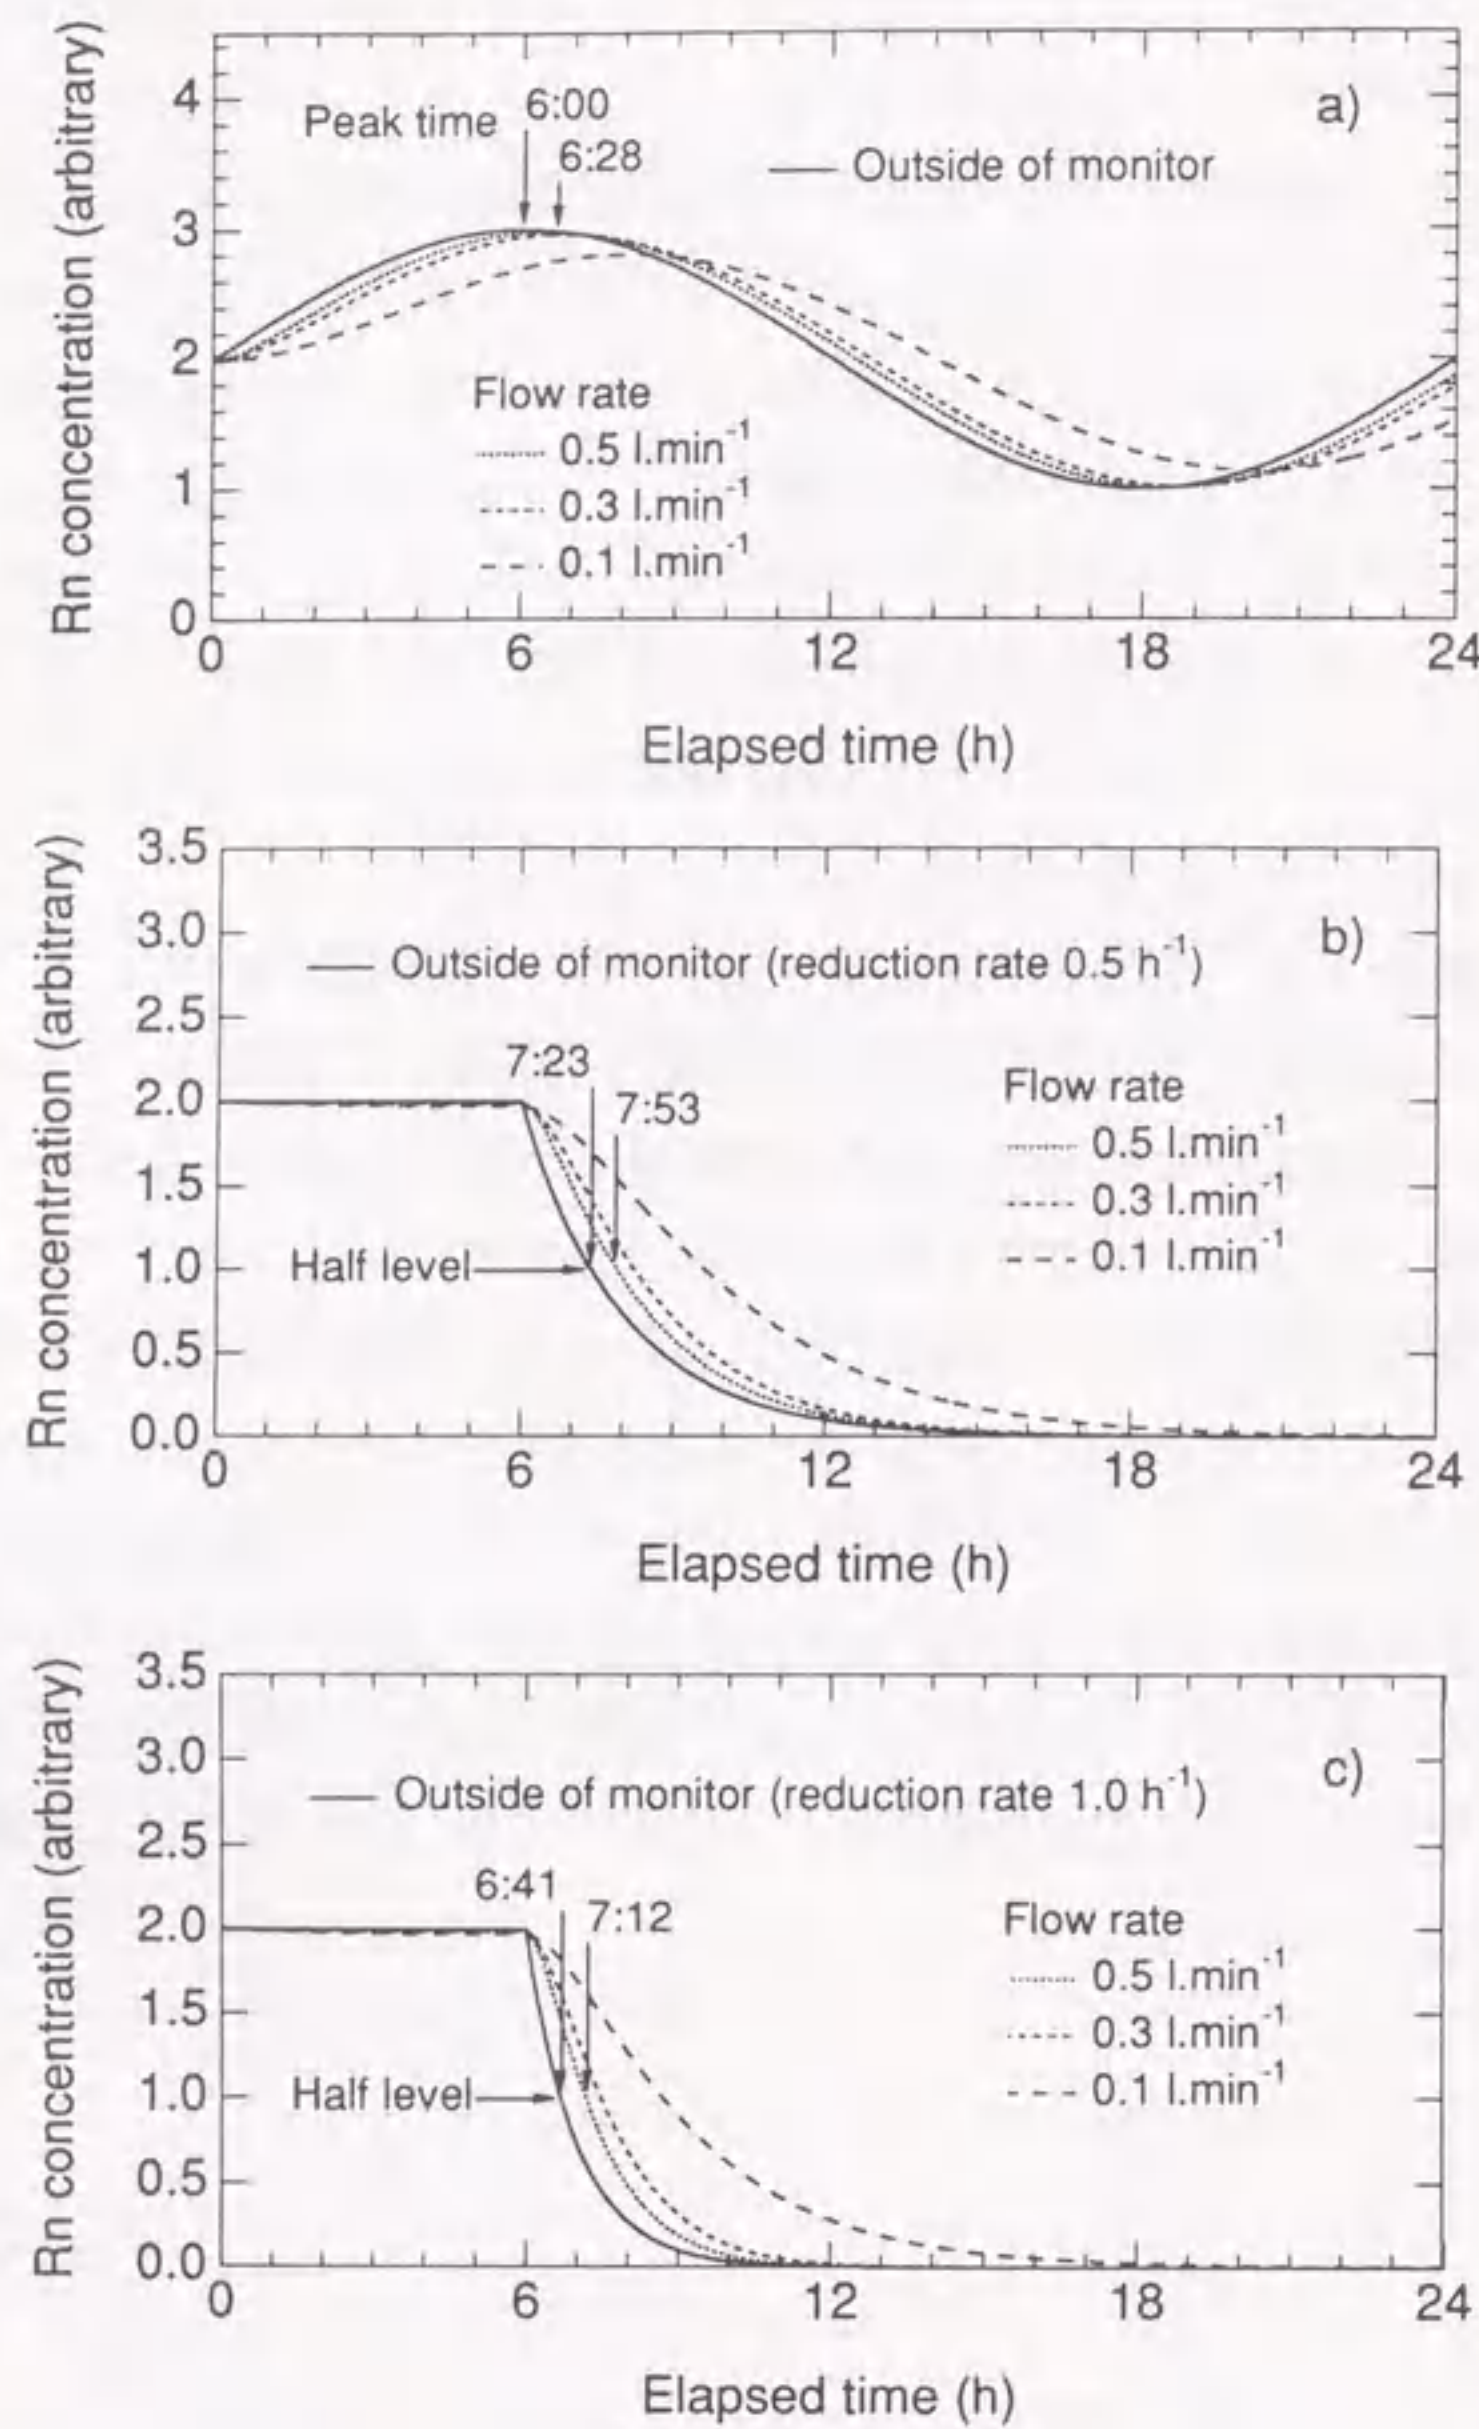 a)
Rn concentration (arbitrary)
4
3
2
1
0
Peak time
6:00
6:28
Outside of monitor
Flow rate
0.5 l.min⁻¹
0.3 l.min⁻¹
0.1 l.min⁻¹
0 6 12 18 24
Elapsed time (h)
b)
Rn concentration (arbitrary)
3.5
3.0
2.5
2.0
1.5
1.0
0.5
0.0
Outside of monitor (reduction rate 0.5 h⁻¹)
7:23
7:53
Half level
Flow rate
0.5 l.min⁻¹
0.3 l.min⁻¹
0.1 l.min⁻¹
0 6 12 18 24
Elapsed time (h)
c)
Rn concentration (arbitrary)
3.5
3.0
2.5
2.0
1.5
1.0
0.5
0.0
Outside of monitor (reduction rate 1.0 h⁻¹)
6:41
7:12
Half level
Flow rate
0.5 l.min⁻¹
0.3 l.min⁻¹
0.1 l.min⁻¹
0 6 12 18 24
Elapsed time (h)